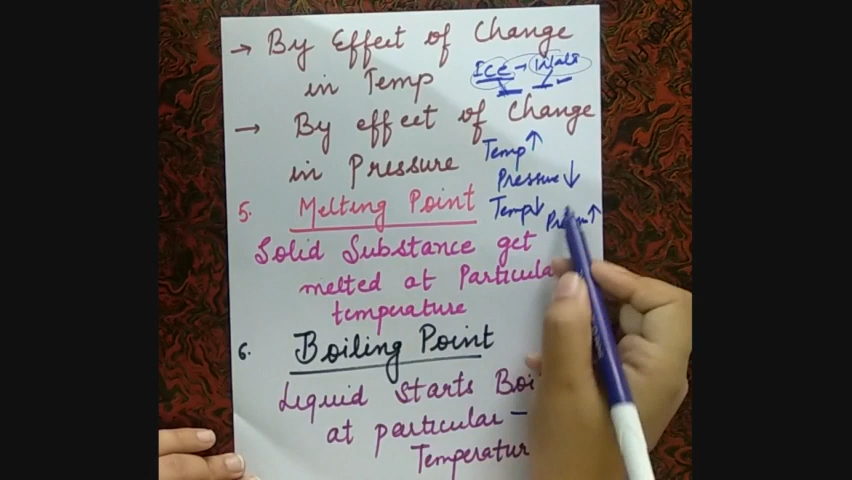 → By Effect of Change
in Temp
ICE → Water
→ By effect of Change
in Pressure
Temp↑
Pressure↓
Temp↓
5. Melting Point
Solid Substance get
melted at Particula
temperature
6. Boiling Point
Liquid Starts Boi
at particular -
Temperatur